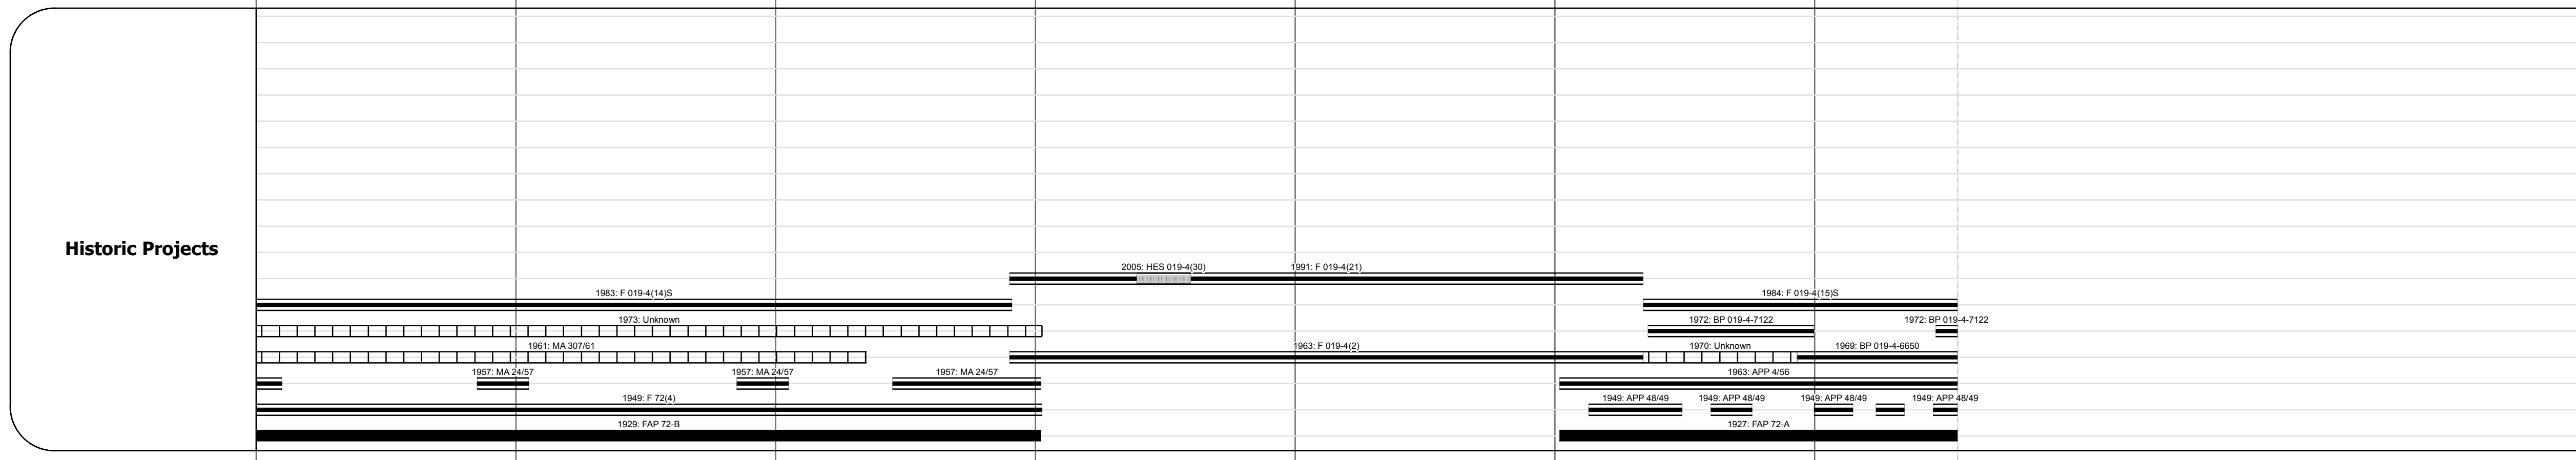 Historic Projects
2005: HES 019-4(30)
1991: F 019-4(21)
1983: F 019-4(14)S
1984: F 019-4(15)S
1973: Unknown
1972: BP 019-4-7122
1972: BP 019-4-7122
1961: MA 307/61
1963: F 019-4(2)
1970: Unknown
1969: BP 019-4-6650
1957: MA 24/57
1957: MA 24/57
1957: MA 24/57
1963: APP 4/56
1949: F 72(4)
1949: APP 48/49
1949: APP 48/49
1949: APP 48/49
1949: APP 48/49
1929: FAP 72-B
1927: FAP 72-A